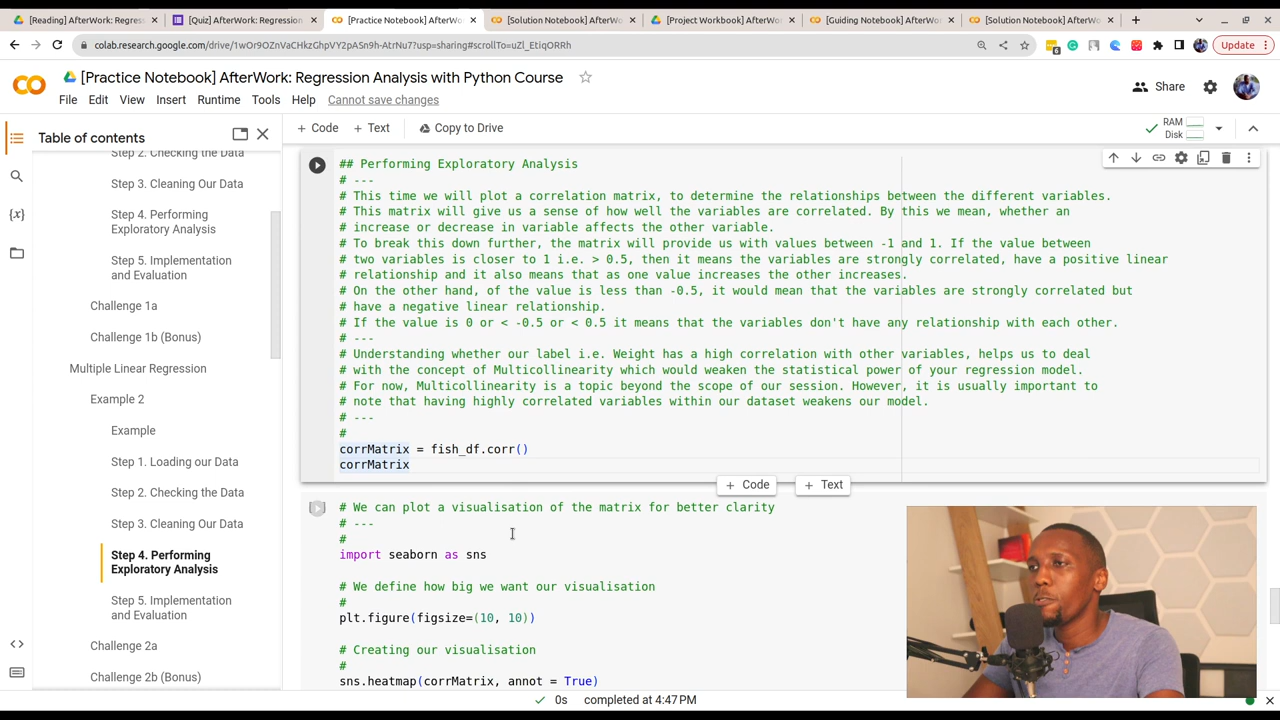 [Reading] AfterWork: Regress
[Quiz] AfterWork: Regression
[Practice Notebook] AfterWo
[Solution Notebook] AfterWo
[Project Workbook] AfterWo
[Guiding Notebook] AfterWo
[Solution Notebook] AfterWo
colab.research.google.com/drive/1wOr9OZnVaCHkzGhpVY2pASn9h-AtrNu7?usp=sharing#scrollTo=uZl_EtiqORRh
6
Update
[Practice Notebook] AfterWork: Regression Analysis with Python Course
Share
File Edit View Insert Runtime Tools Help Cannot save changes
+ Code + Text Copy to Drive
RAM
Disk
Table of contents
Step 2. Checking the Data
Step 3. Cleaning Our Data
Step 4. Performing
Exploratory Analysis
Step 5. Implementation
and Evaluation
Challenge 1a
Challenge 1b (Bonus)
Multiple Linear Regression
Example 2
Example
Step 1. Loading our Data
Step 2. Checking the Data
Step 3. Cleaning Our Data
Step 4. Performing
Exploratory Analysis
Step 5. Implementation
and Evaluation
Challenge 2a
Challenge 2b (Bonus)
{x}
## Performing Exploratory Analysis
# ---
# This time we will plot a correlation matrix, to determine the relationships between the different variables.
# This matrix will give us a sense of how well the variables are correlated. By this we mean, whether an
# increase or decrease in variable affects the other variable.
# To break this down further, the matrix will provide us with values between -1 and 1. If the value between
# two variables is closer to 1 i.e. > 0.5, then it means the variables are strongly correlated, have a positive linear
# relationship and it also means that as one value increases the other increases.
# On the other hand, of the value is less than -0.5, it would mean that the variables are strongly correlated but
# have a negative linear relationship.
# If the value is 0 or < -0.5 or < 0.5 it means that the variables don't have any relationship with each other.
# ---
# Understanding whether our label i.e. Weight has a high correlation with other variables, helps us to deal
# with the concept of Multicollinearity which would weaken the statistical power of your regression model.
# For now, Multicollinearity is a topic beyond the scope of our session. However, it is usually important to
# note that having highly correlated variables within our dataset weakens our model.
# ---
#
corrMatrix = fish_df.corr()
corrMatrix
+ Code + Text
# We can plot a visualisation of the matrix for better clarity
# ---
#
import seaborn as sns
# We define how big we want our visualisation
#
plt.figure(figsize=(10, 10))
# Creating our visualisation
#
sns.heatmap(corrMatrix, annot = True)
0s completed at 4:47 PM